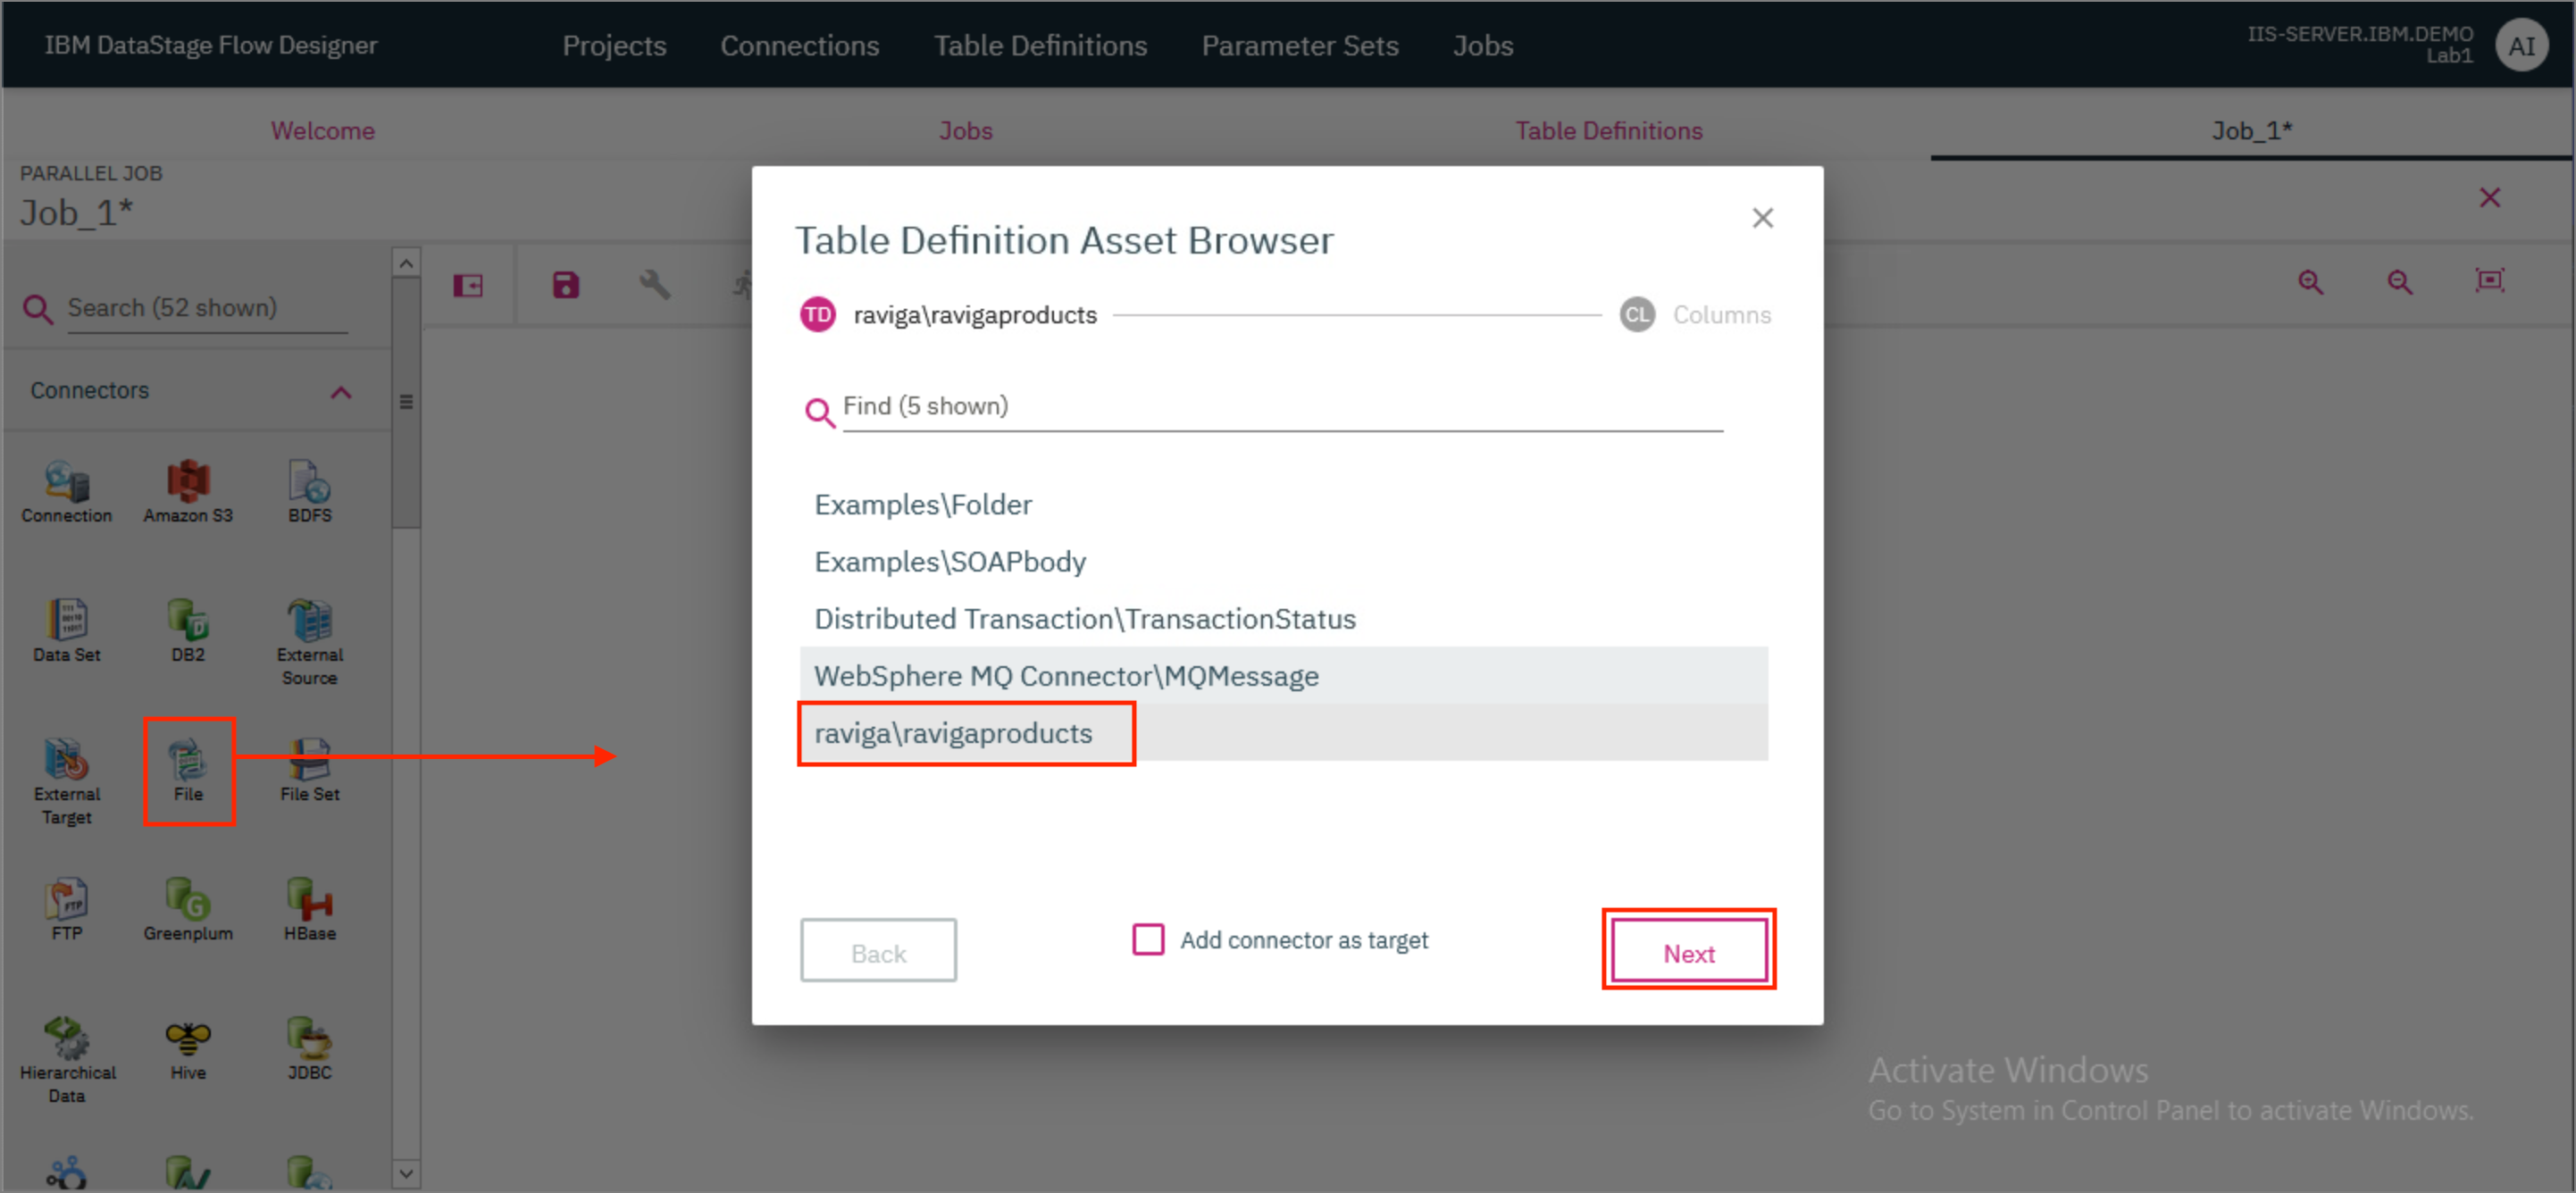 IBM DataStage Flow Designer
Projects
Connections
Table Definitions
Parameter Sets
Jobs
IIS-SERVER.IBM.DEMO
Lab1
AI
Welcome
Jobs
Table Definitions
Job_1*
PARALLEL JOB
Job_1*
Search (52 shown)
Connectors
Connection
Amazon S3
BDFS
Data Set
DB2
External
Source
External
Target
File
File Set
FTP
Greenplum
HBase
Hierarchical
Data
Hive
JDBC
Table Definition Asset Browser
TD
raviga\ravigaproducts
CL
Columns
Find (5 shown)
Examples\Folder
Examples\SOAPbody
Distributed Transaction\TransactionStatus
WebSphere MQ Connector\MQMessage
raviga\ravigaproducts
Back
Add connector as target
Next
Activate Windows
Go to System in Control Panel to activate Windows.